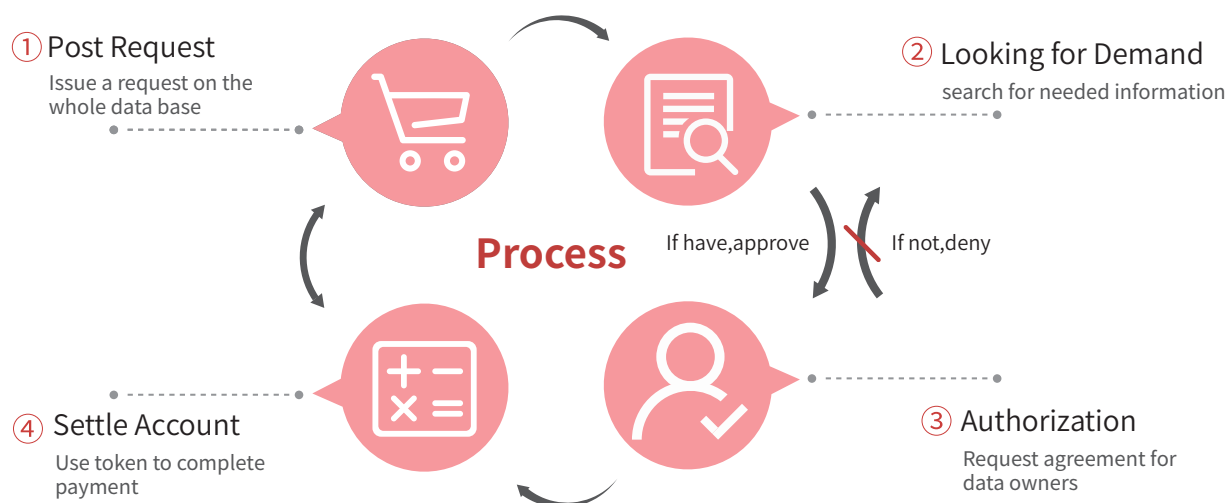 ① Post Request
Issue a request on the
whole data base
② Looking for Demand
search for needed information
Process
If have,approve
If not,deny
④ Settle Account
Use token to complete
payment
③ Authorization
Request agreement for
data owners